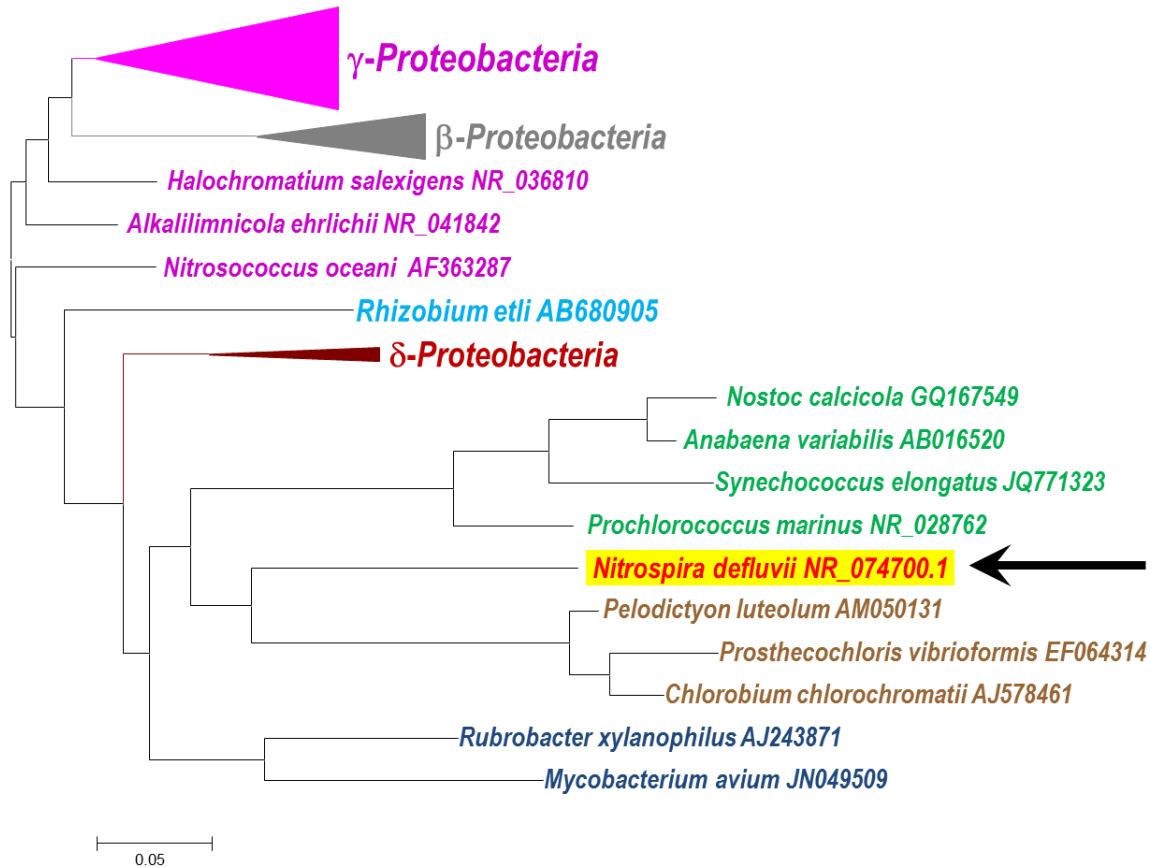 γ-Proteobacteria
β-Proteobacteria
Halochromatium salexigens NR_036810
Alkalilimnicola ehrlichii NR_041842
Nitrosococcus oceani AF363287
Rhizobium etli AB680905
δ-Proteobacteria
Nostoc calcicola GQ167549
Anabaena variabilis AB016520
Synechococcus elongatus JQ771323
Prochlorococcus marinus NR_028762
Nitrospira defluvii NR_074700.1
Pelodictyon luteolum AM050131
Prosthecochloris vibrioformis EF064314
Chlorobium chlorochromatii AJ578461
Rubrobacter xylanophilus AJ243871
Mycobacterium avium JN049509
0.05